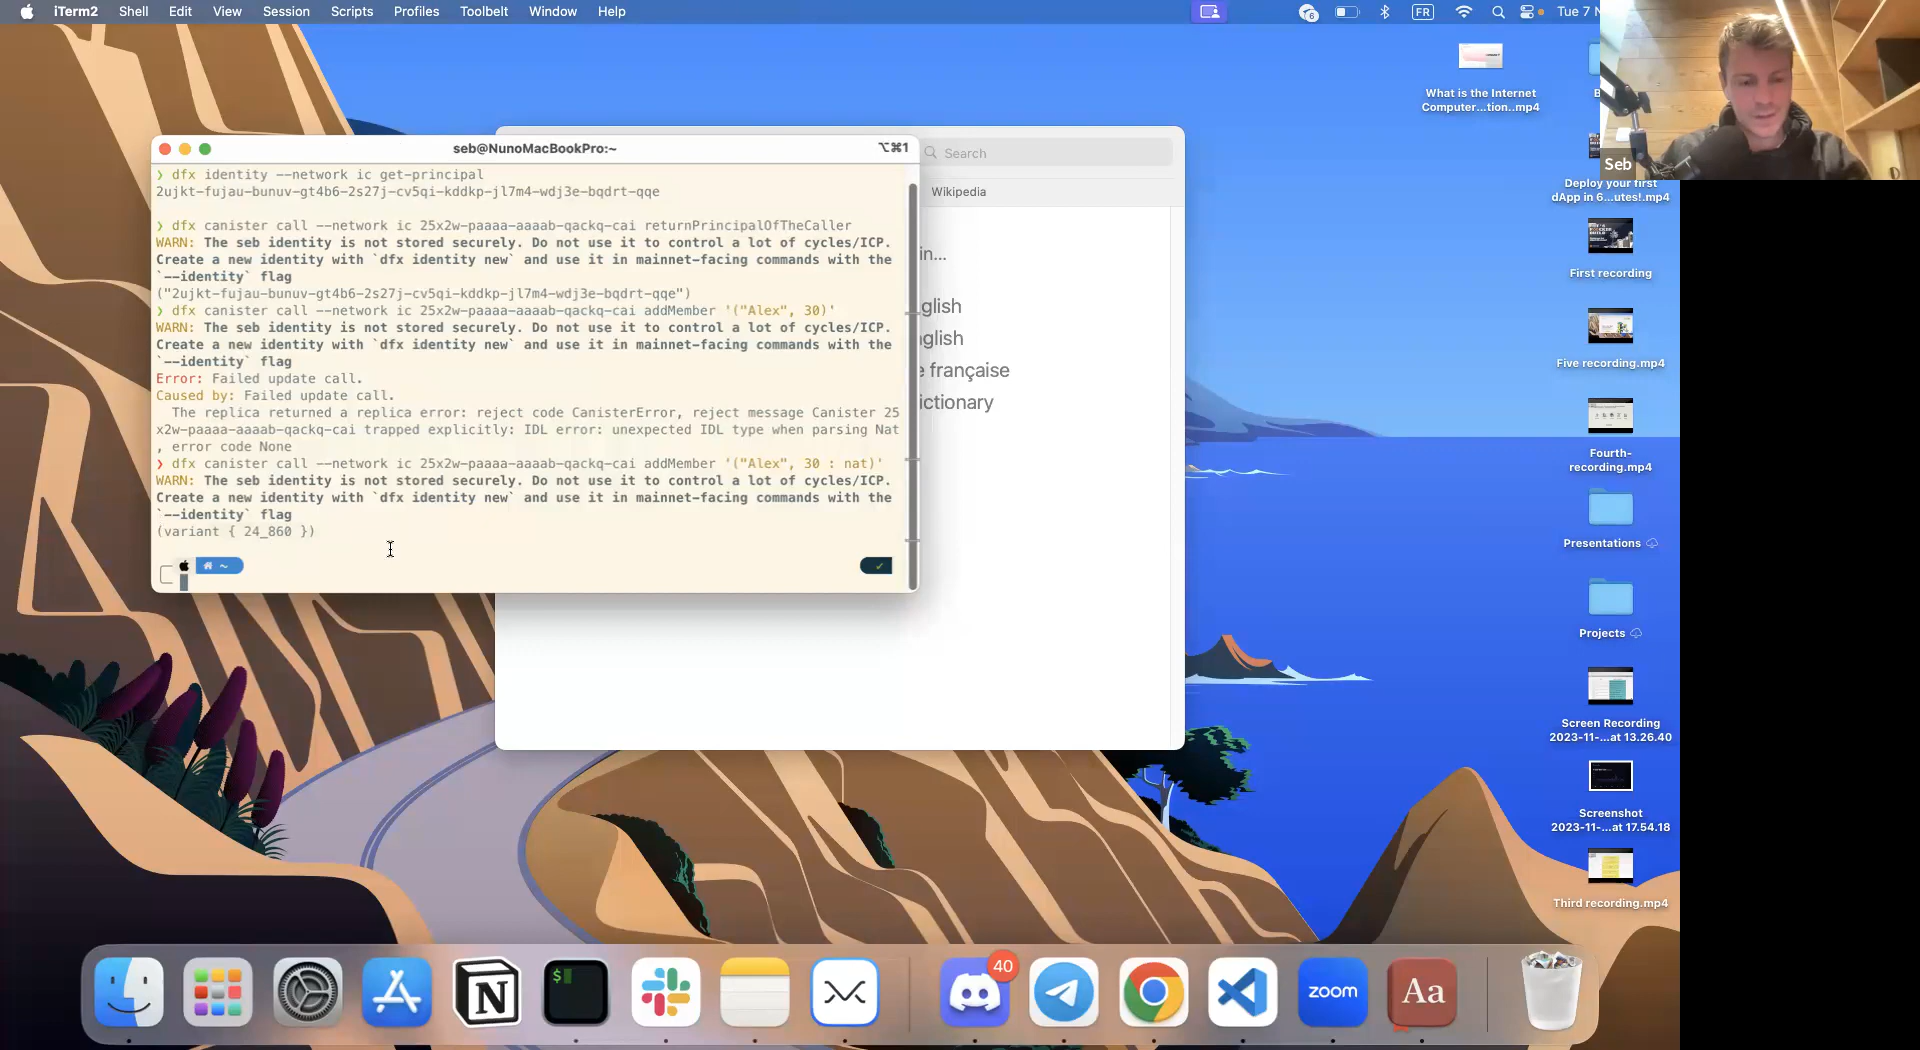 iTerm2 Shell Edit View Session Scripts Profiles Toolbelt Window Help
6 FR Tue 7 N
seb@NunoMacBookPro:~ ⌥⌘1
❯ dfx identity --network ic get-principal
2ujkt-fujau-bunuv-gt4b6-2s27j-cv5qi-kddkp-jl7m4-wdj3e-bqdrt-qqe
❯ dfx canister call --network ic 25x2w-paaaa-aaaab-qackq-cai returnPrincipalOfTheCaller
WARN: The seb identity is not stored securely. Do not use it to control a lot of cycles/ICP.
Create a new identity with `dfx identity new` and use it in mainnet-facing commands with the
`--identity` flag
("2ujkt-fujau-bunuv-gt4b6-2s27j-cv5qi-kddkp-jl7m4-wdj3e-bqdrt-qqe")
❯ dfx canister call --network ic 25x2w-paaaa-aaaab-qackq-cai addMember '("Alex", 30)'
WARN: The seb identity is not stored securely. Do not use it to control a lot of cycles/ICP.
Create a new identity with `dfx identity new` and use it in mainnet-facing commands with the
`--identity` flag
Error: Failed update call.
Caused by: Failed update call.
The replica returned a replica error: reject code CanisterError, reject message Canister 25
x2w-paaaa-aaaab-qackq-cai trapped explicitly: IDL error: unexpected IDL type when parsing Nat
, error code None
❯ dfx canister call --network ic 25x2w-paaaa-aaaab-qackq-cai addMember '("Alex", 30 : nat)'
WARN: The seb identity is not stored securely. Do not use it to control a lot of cycles/ICP.
Create a new identity with `dfx identity new` and use it in mainnet-facing commands with the
`--identity` flag
(variant { 24_860 })
~ ✓
Search
Wikipedia
in...
glish
glish
e française
ictionary
What is the Internet
Computer...tion..mp4
B
Seb
Deploy your first
dApp in 6...utes!.mp4
First recording
Five recording.mp4
Fourth-
recording.mp4
Presentations
Projects
Screen Recording
2023-11-...at 13.26.40
Screenshot
2023-11-...at 17.54.18
Third recording.mp4
N
$
40
zoom
Aa